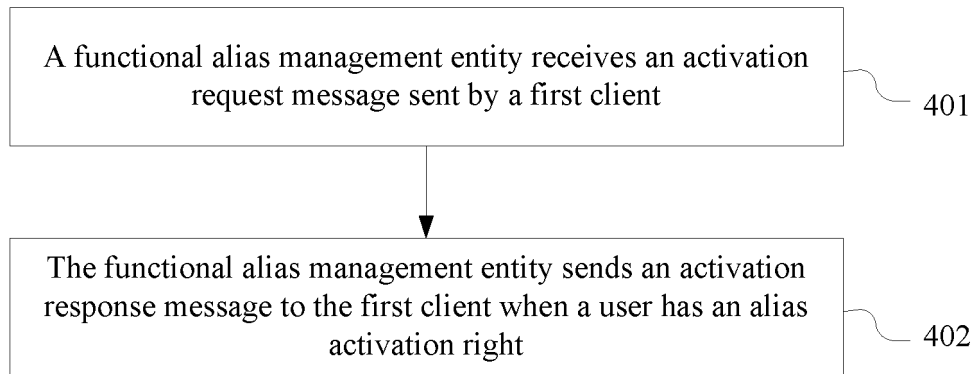 A functional alias management entity receives an activation
request message sent by a first client
401
The functional alias management entity sends an activation
response message to the first client when a user has an alias
activation right
402